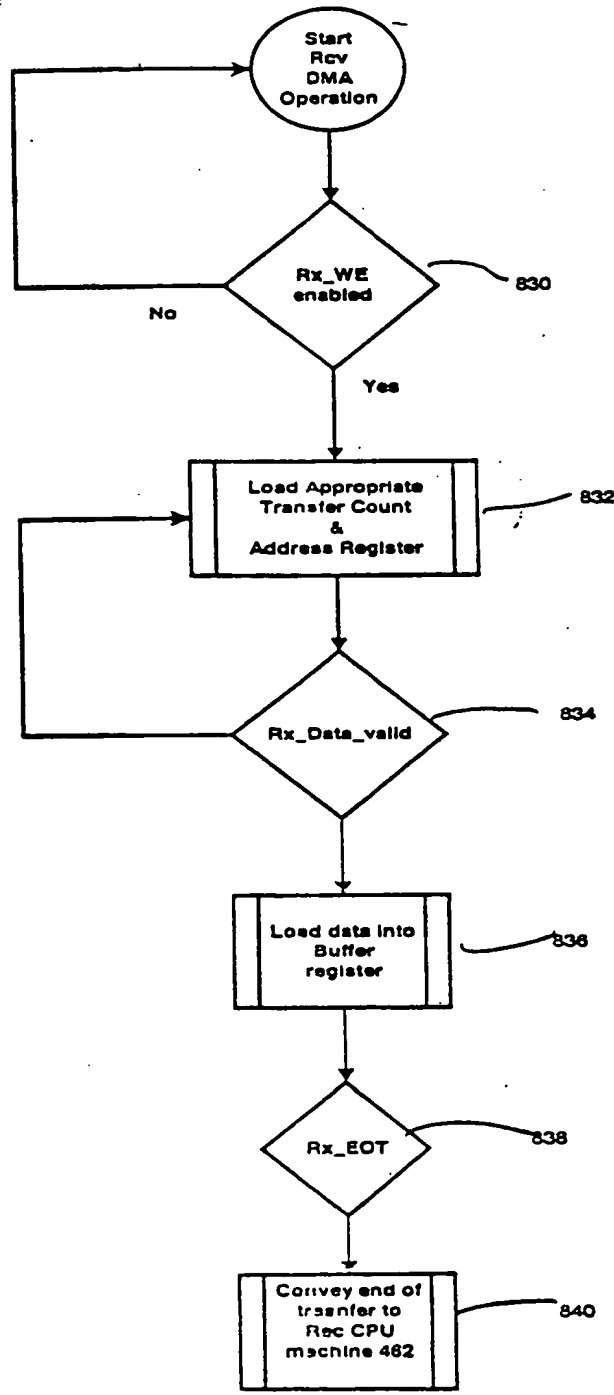 Start
Rcv
DMA
Operation
Rx_WE
enabled
830
No
Yes
Load Appropriate
Transfer Count
&
Address Register
832
Rx_Data_valid
834
Load data into
Buffer
register
836
Rx_EOT
838
Convey end of
trasnfer to
Rec CPU
machine 462
840